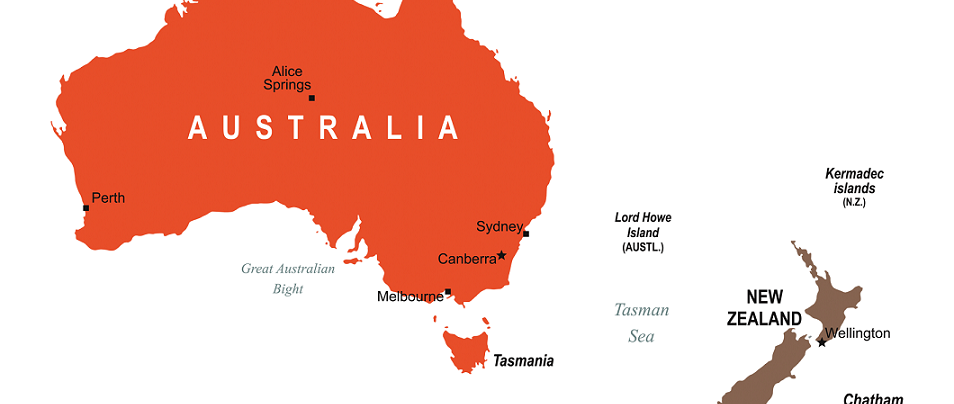 Alice
Springs
AUSTRALIA
Perth
Kermadec
islands
(N.Z.)
Lord Howe
Island
(AUSTL.)
Sydney
Canberra
Great Australian
Bight
Melbourne
Tasman
Sea
NEW
ZEALAND
Wellington
Tasmania
Chatham